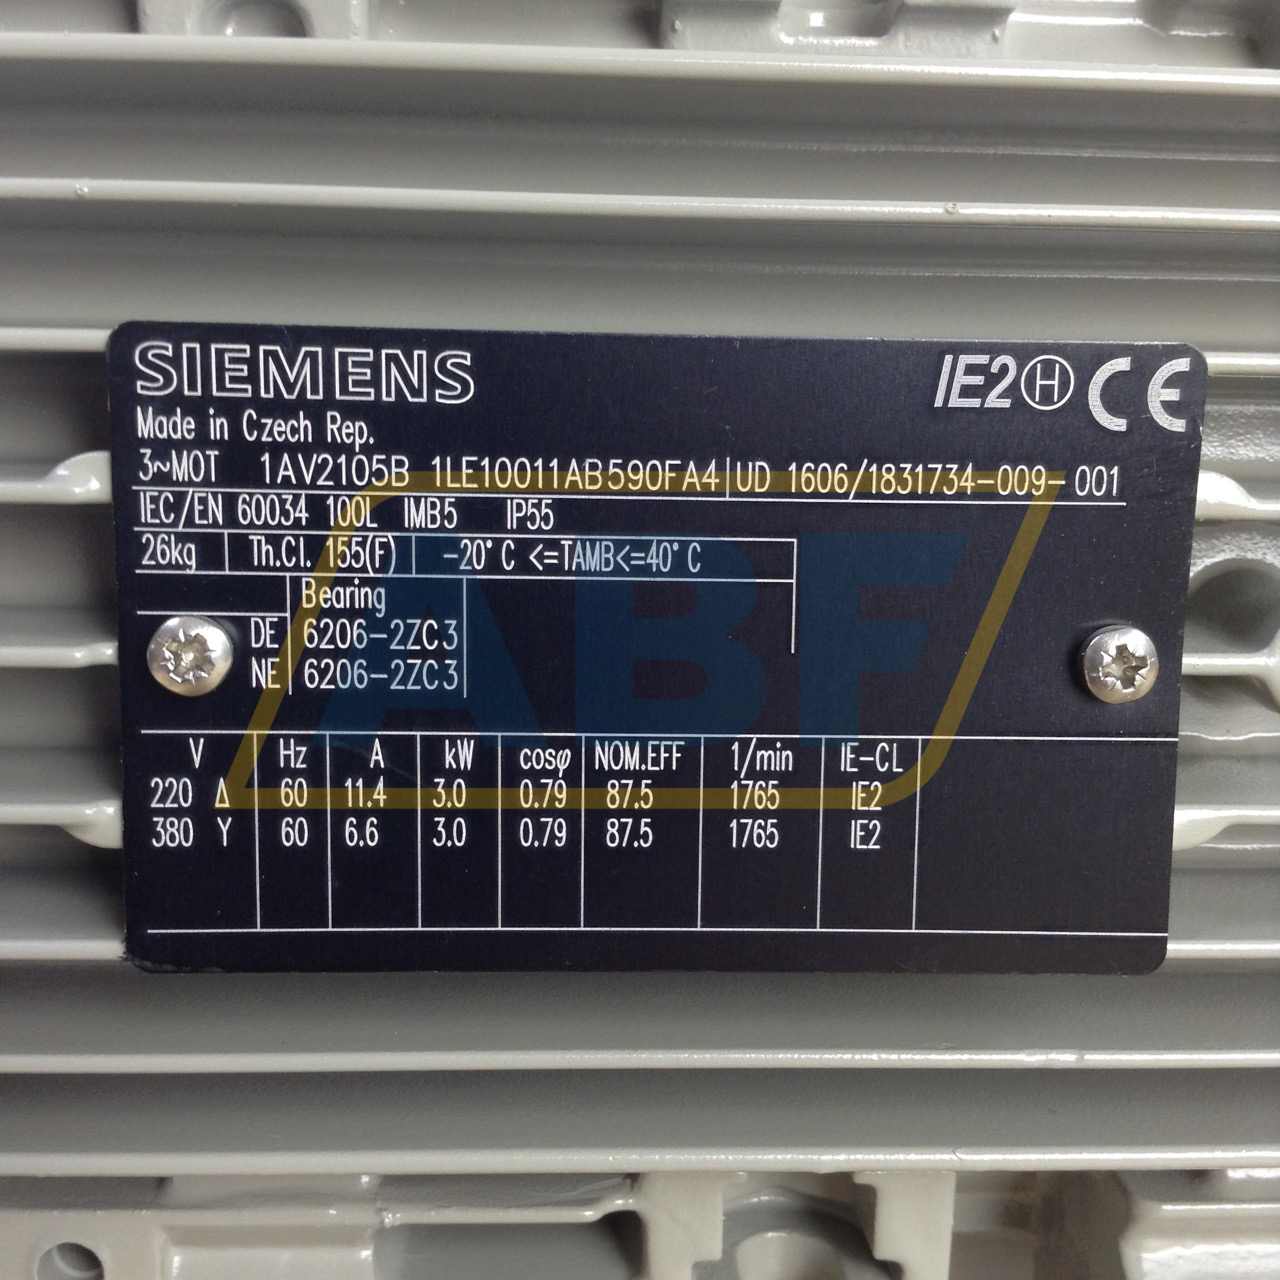 SIEMENS IE2 H CE
Made in Czech Rep.
3~MOT 1AV2105B 1LE10011AB590FA4 UD 1606/1831734-009-001
IEC/EN 60034 100L IMB5 IP55
26kg Th.Cl. 155(F) -20°C <=TAMB<=40°C
Bearing
DE 6206-2ZC3
NE 6206-2ZC3
V Hz A kW cosφ NOM.EFF 1/min IE-CL
220 Δ 60 11.4 3.0 0.79 87.5 1765 IE2
380 Y 60 6.6 3.0 0.79 87.5 1765 IE2
ABF